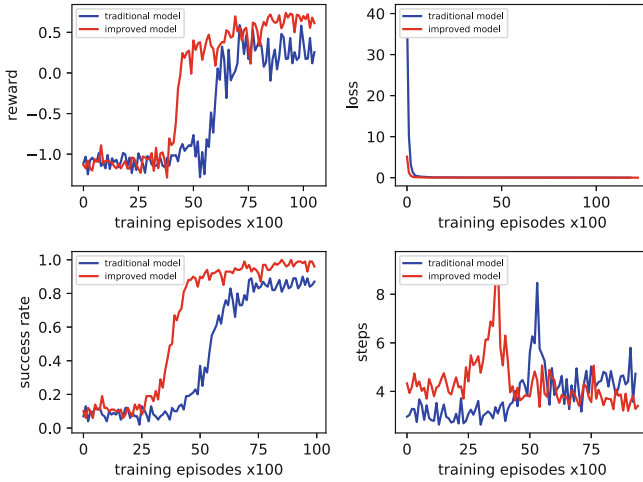 traditional model
improved model
0.5
0.0
−0.5
−1.0
reward
0 25 50 75 100
training episodes x100
traditional model
improved model
40
30
20
10
0
loss
0 50 100
training episodes x100
traditional model
improved model
1.0
0.8
0.6
0.4
0.2
0.0
success rate
0 25 50 75 100
training episodes x100
traditional model
improved model
8
6
4
steps
0 25 50 75
training episodes x100